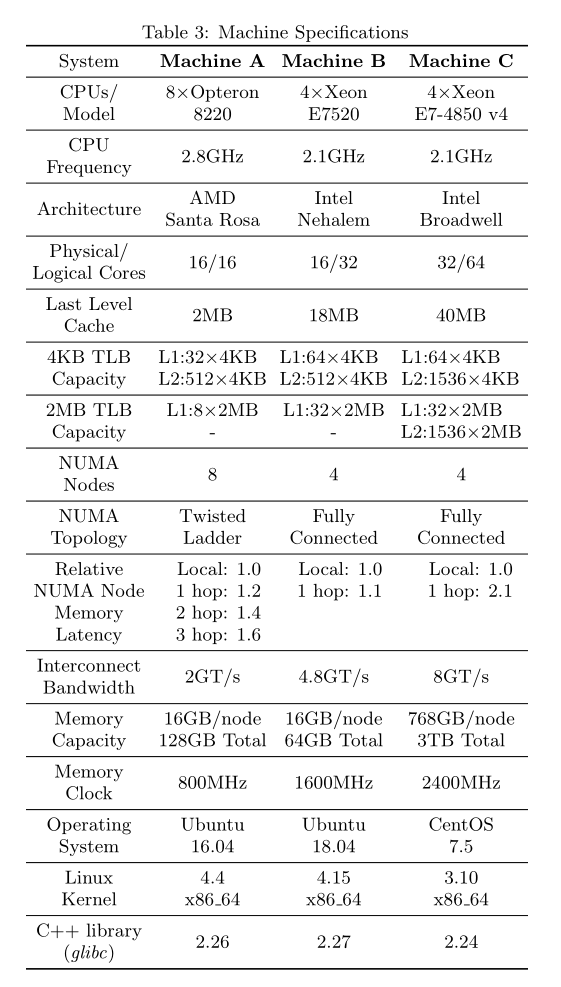 Table 3: Machine Specifications
System Machine A Machine B Machine C
CPUs/ 8×Opteron 4×Xeon 4×Xeon
Model 8220 E7520 E7-4850 v4
CPU
Frequency 2.8GHz 2.1GHz 2.1GHz
Architecture AMD Intel Intel
Santa Rosa Nehalem Broadwell
Physical/
Logical Cores 16/16 16/32 32/64
Last Level
Cache 2MB 18MB 40MB
4KB TLB L1:32×4KB L1:64×4KB L1:64×4KB
Capacity L2:512×4KB L2:512×4KB L2:1536×4KB
2MB TLB L1:8×2MB L1:32×2MB L1:32×2MB
Capacity - - L2:1536×2MB
NUMA
Nodes 8 4 4
NUMA Twisted Fully Fully
Topology Ladder Connected Connected
Relative Local: 1.0 Local: 1.0 Local: 1.0
NUMA Node 1 hop: 1.2 1 hop: 1.1 1 hop: 2.1
Memory 2 hop: 1.4
Latency 3 hop: 1.6
Interconnect
Bandwidth 2GT/s 4.8GT/s 8GT/s
Memory 16GB/node 16GB/node 768GB/node
Capacity 128GB Total 64GB Total 3TB Total
Memory
Clock 800MHz 1600MHz 2400MHz
Operating Ubuntu Ubuntu CentOS
System 16.04 18.04 7.5
Linux 4.4 4.15 3.10
Kernel x86_64 x86_64 x86_64
C++ library
(glibc) 2.26 2.27 2.24